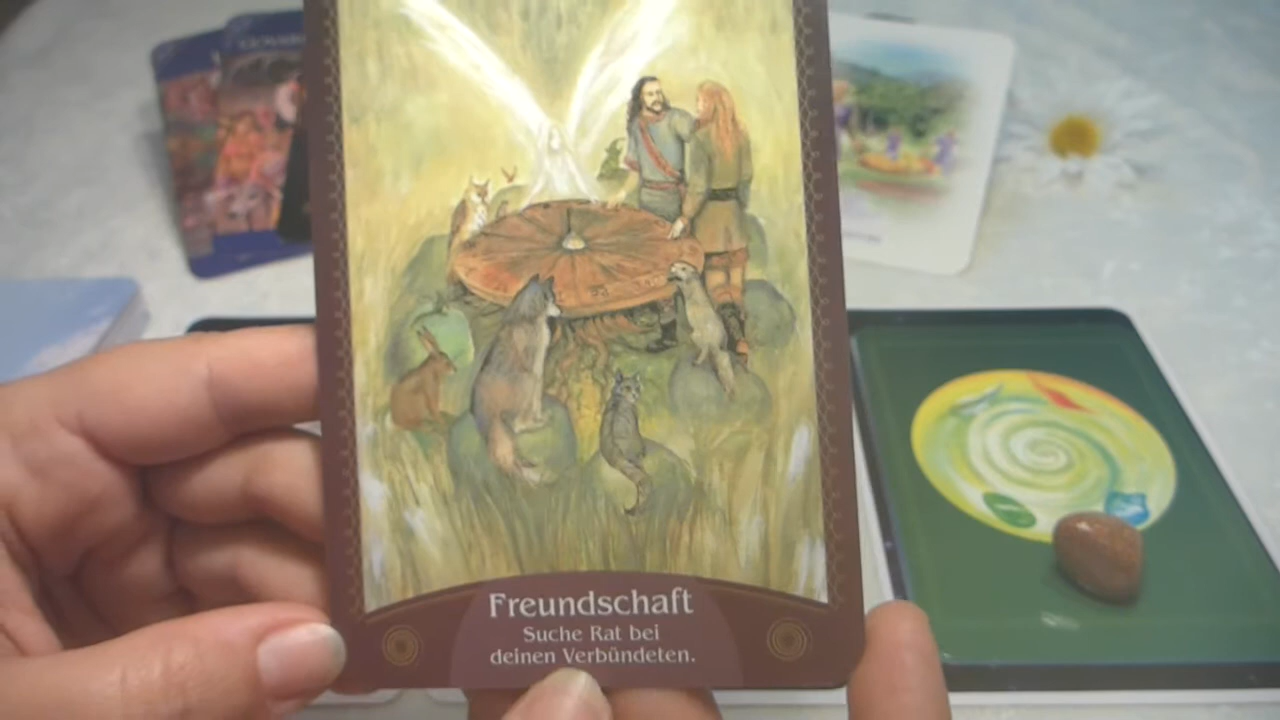 Freundschaft
Suche Rat bei
deinen Verbündeten.